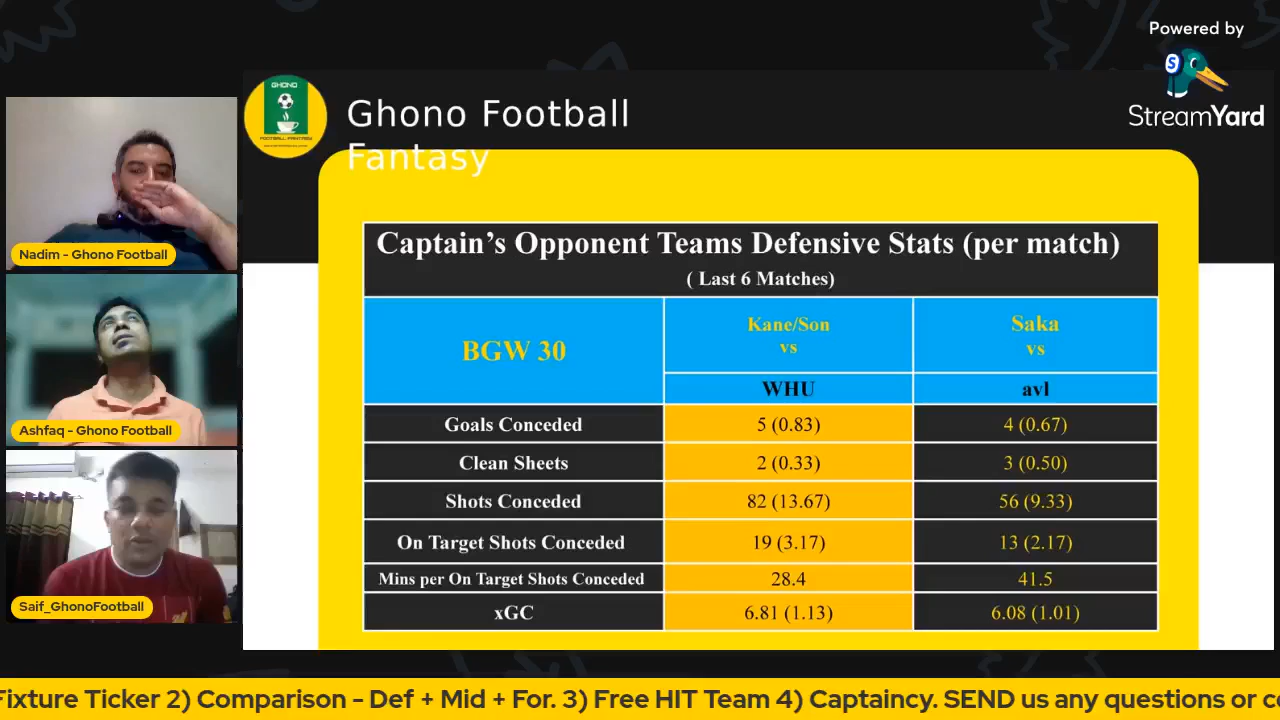 Powered by
StreamYard
GHONO
FOOTBALL FANTASY
Ghono Football
Fantasy
Nadim - Ghono Football
Ashfaq - Ghono Football
Saif_GhonoFootball
Captain’s Opponent Teams Defensive Stats (per match)
( Last 6 Matches)
BGW 30
Kane/Son
vs
Saka
vs
WHU
avl
Goals Conceded 5 (0.83) 4 (0.67)
Clean Sheets 2 (0.33) 3 (0.50)
Shots Conceded 82 (13.67) 56 (9.33)
On Target Shots Conceded 19 (3.17) 13 (2.17)
Mins per On Target Shots Conceded 28.4 41.5
xGC 6.81 (1.13) 6.08 (1.01)
Fixture Ticker 2) Comparison - Def + Mid + For. 3) Free HIT Team 4) Captaincy. SEND us any questions or co